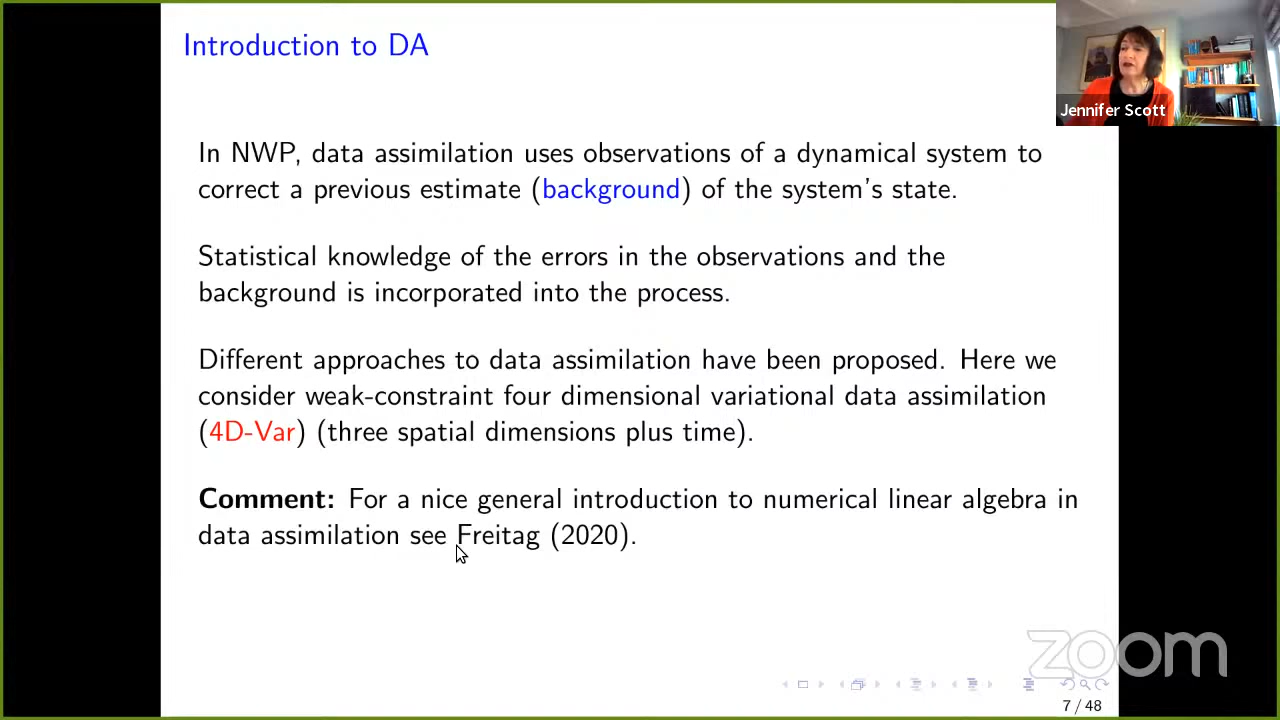 Introduction to DA
Jennifer Scott
In NWP, data assimilation uses observations of a dynamical system to
correct a previous estimate (background) of the system's state.
Statistical knowledge of the errors in the observations and the
background is incorporated into the process.
Different approaches to data assimilation have been proposed. Here we
consider weak-constraint four dimensional variational data assimilation
(4D-Var) (three spatial dimensions plus time).
Comment: For a nice general introduction to numerical linear algebra in
data assimilation see Freitag (2020).
zoom
7 / 48